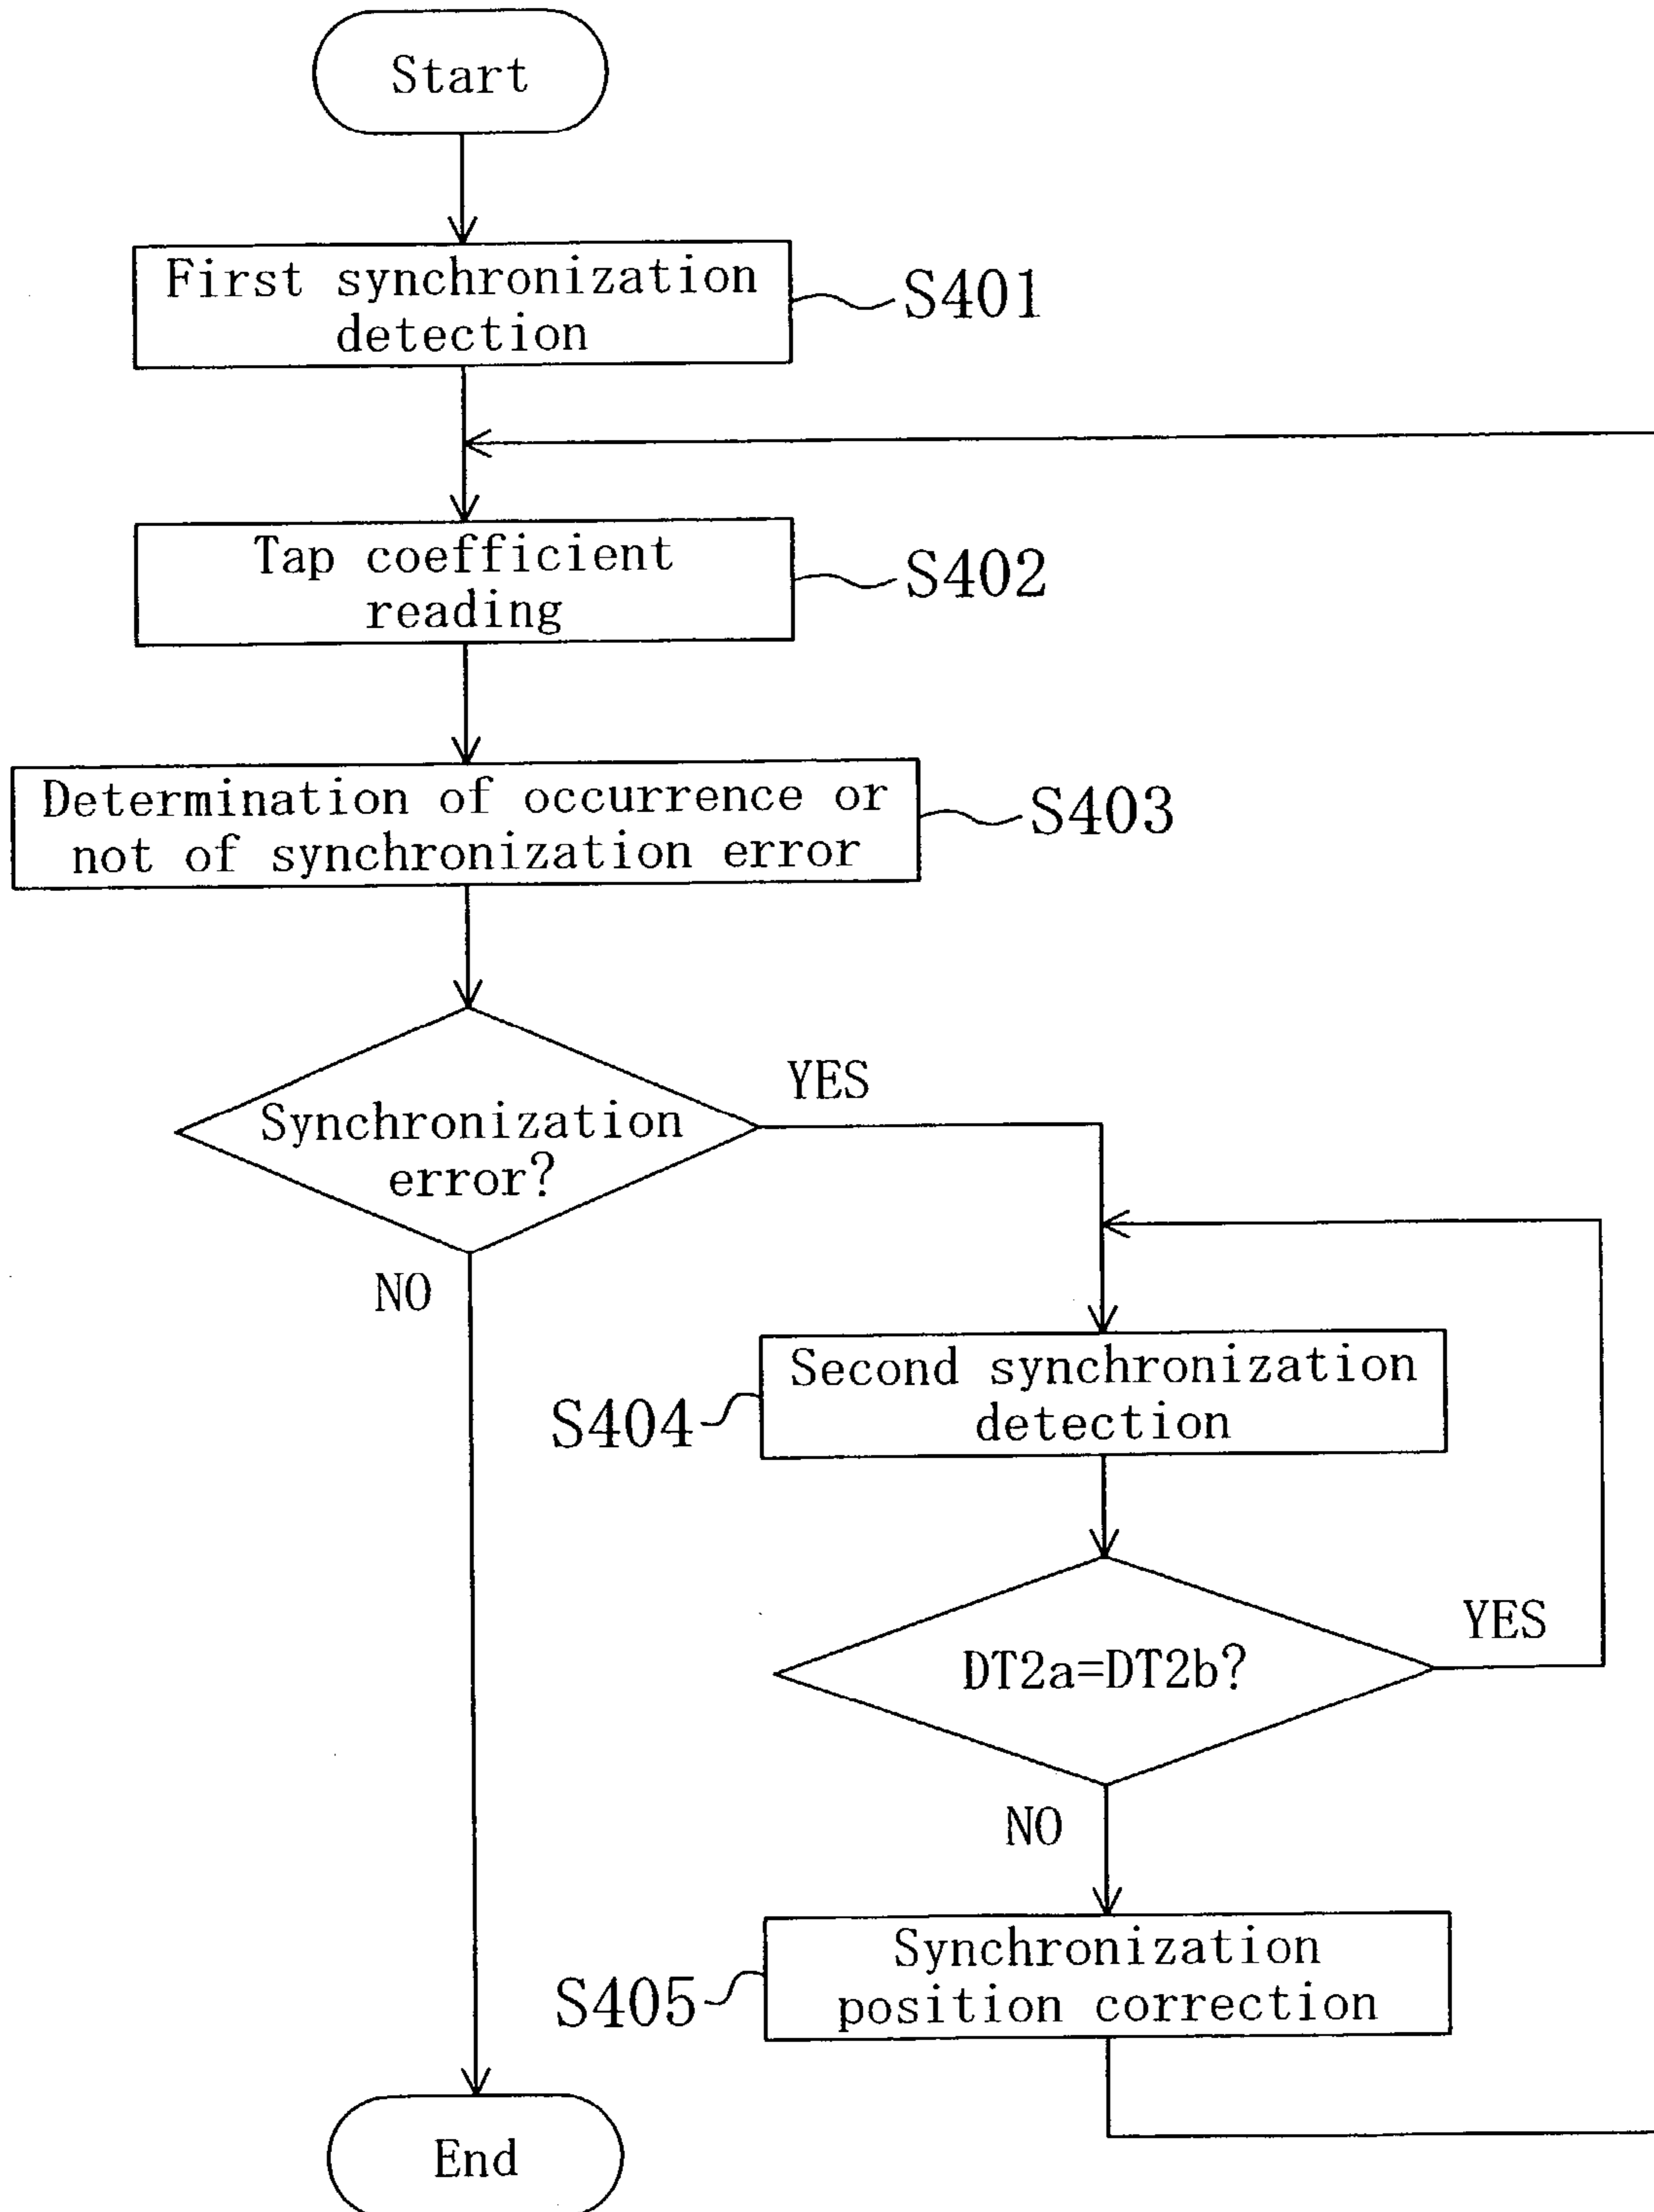 Start
First synchronization
detection
S401
Tap coefficient
reading
S402
Determination of occurrence or
not of synchronization error
S403
Synchronization
error?
YES
NO
Second synchronization
detection
S404
DT2a=DT2b?
YES
NO
Synchronization
position correction
S405
End